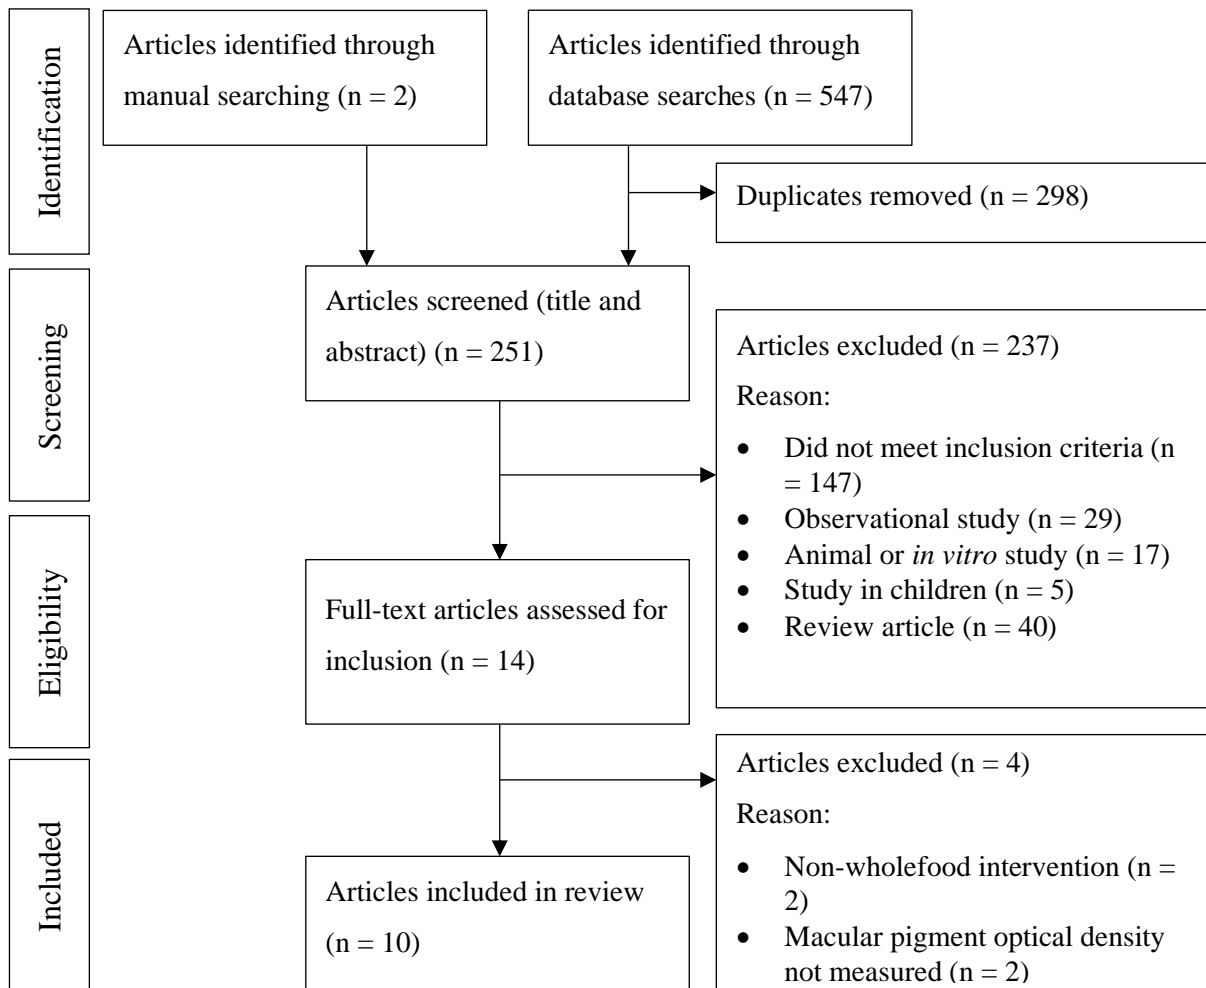 Identification
Articles identified through
manual searching (n = 2)
Articles identified through
database searches (n = 547)
Duplicates removed (n = 298)
Screening
Articles screened (title and
abstract) (n = 251)
Articles excluded (n = 237)
Reason:
• Did not meet inclusion criteria (n
= 147)
• Observational study (n = 29)
• Animal or in vitro study (n = 17)
• Study in children (n = 5)
• Review article (n = 40)
Eligibility
Full-text articles assessed for
inclusion (n = 14)
Articles excluded (n = 4)
Reason:
• Non-wholefood intervention (n =
2)
• Macular pigment optical density
not measured (n = 2)
Included
Articles included in review
(n = 10)